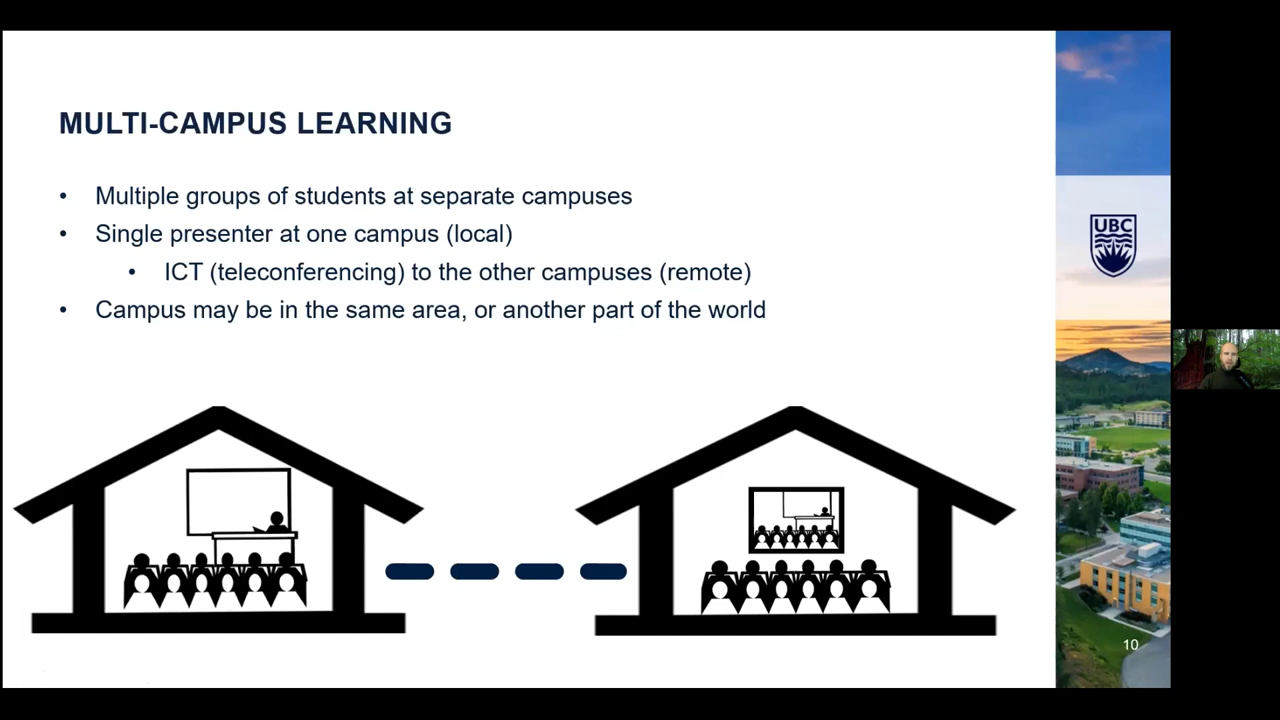 MULTI-CAMPUS LEARNING
• Multiple groups of students at separate campuses
• Single presenter at one campus (local)
• ICT (teleconferencing) to the other campuses (remote)
• Campus may be in the same area, or another part of the world
UBC
10